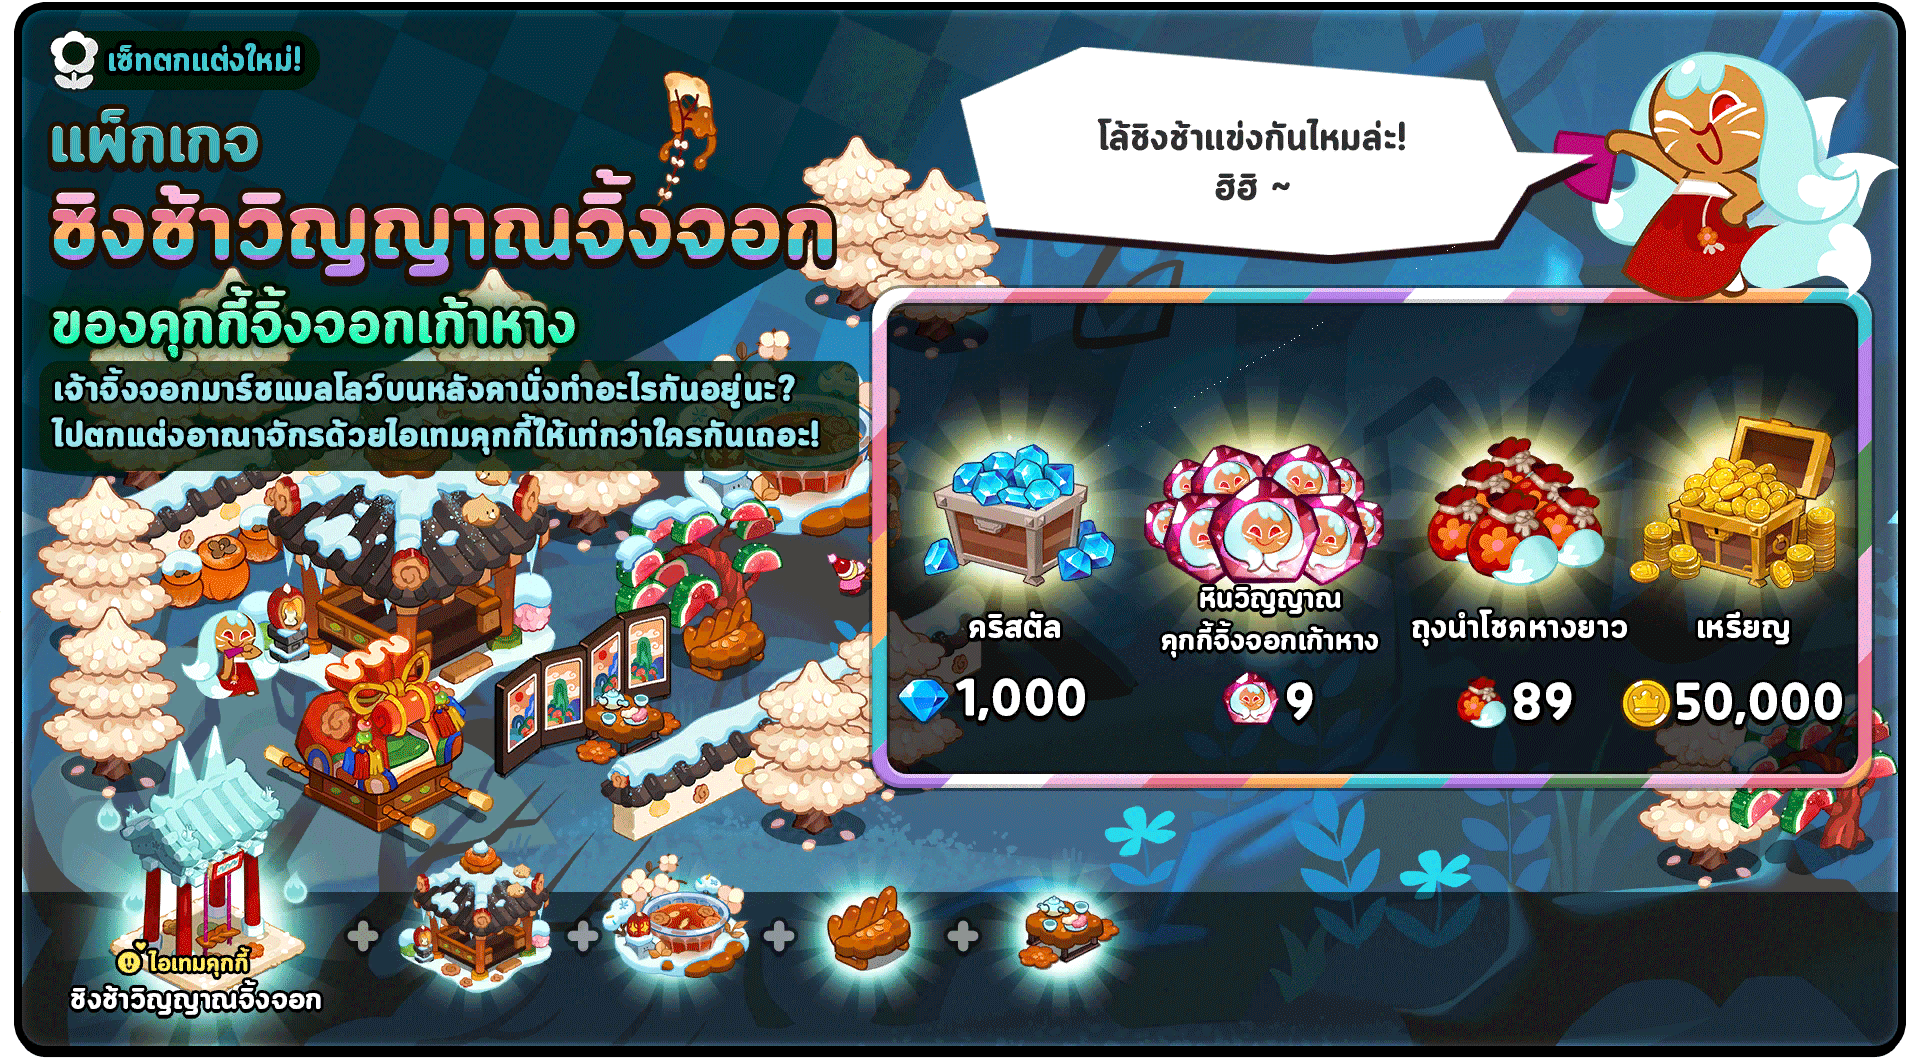 เซ็ทตกแต่งใหม่!
แพ็กเกจ
ชิงช้าวิญญาณจิ้งจอก
ของคุกกี้จิ้งจอกเก้าหาง
เจ้าจิ้งจอกมาร์ชแมลโลว์บนหลังคานั่งทำอะไรกันอยู่นะ?
ไปตกแต่งอาณาจักรด้วยไอเทมคุกกี้ให้เท่กว่าใครกันเถอะ!
โล้ชิงช้าแข่งกันไหมล่ะ!
ฮิฮิ ~
คริสตัล
1,000
หินวิญญาณ
คุกกี้จิ้งจอกเก้าหาง
9
ถุงนำโชคหางยาว
89
เหรียญ
50,000
ไอเทมคุกกี้
ชิงช้าวิญญาณจิ้งจอก